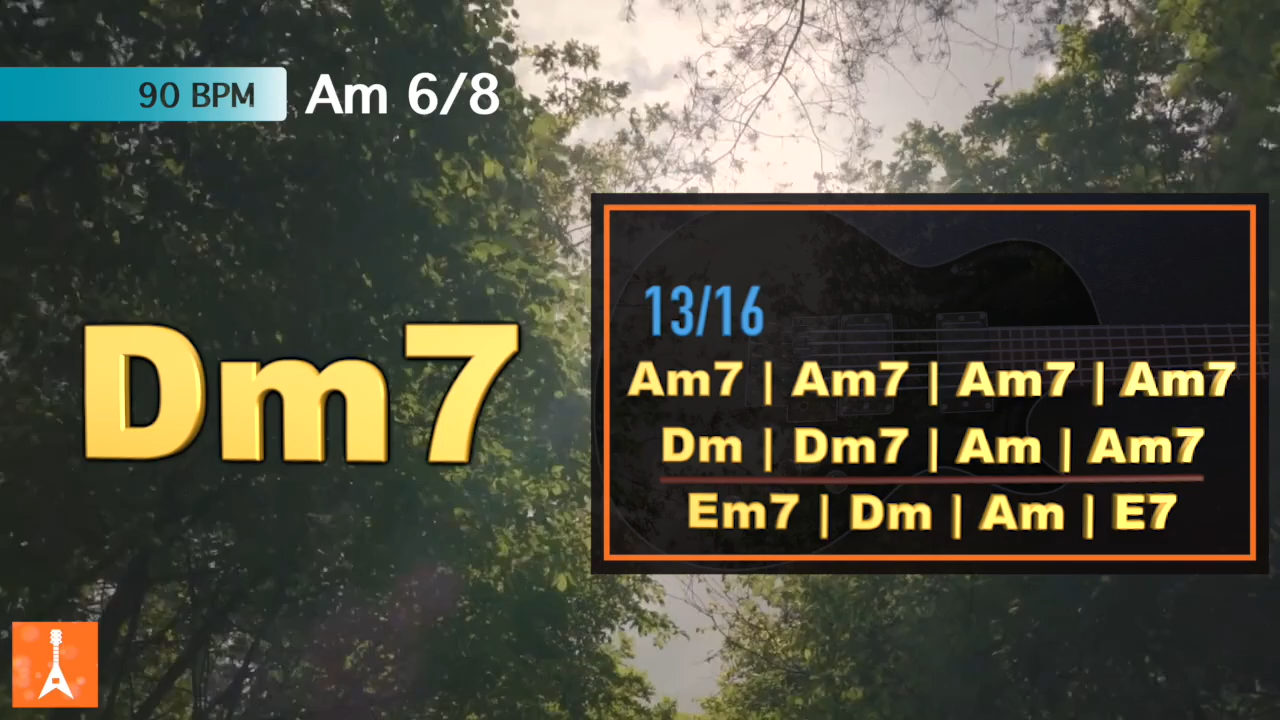 90 BPM Am 6/8
Dm7
13/16
Am7 | Am7 | Am7 | Am7
Dm | Dm7 | Am | Am7
Em7 | Dm | Am | E7